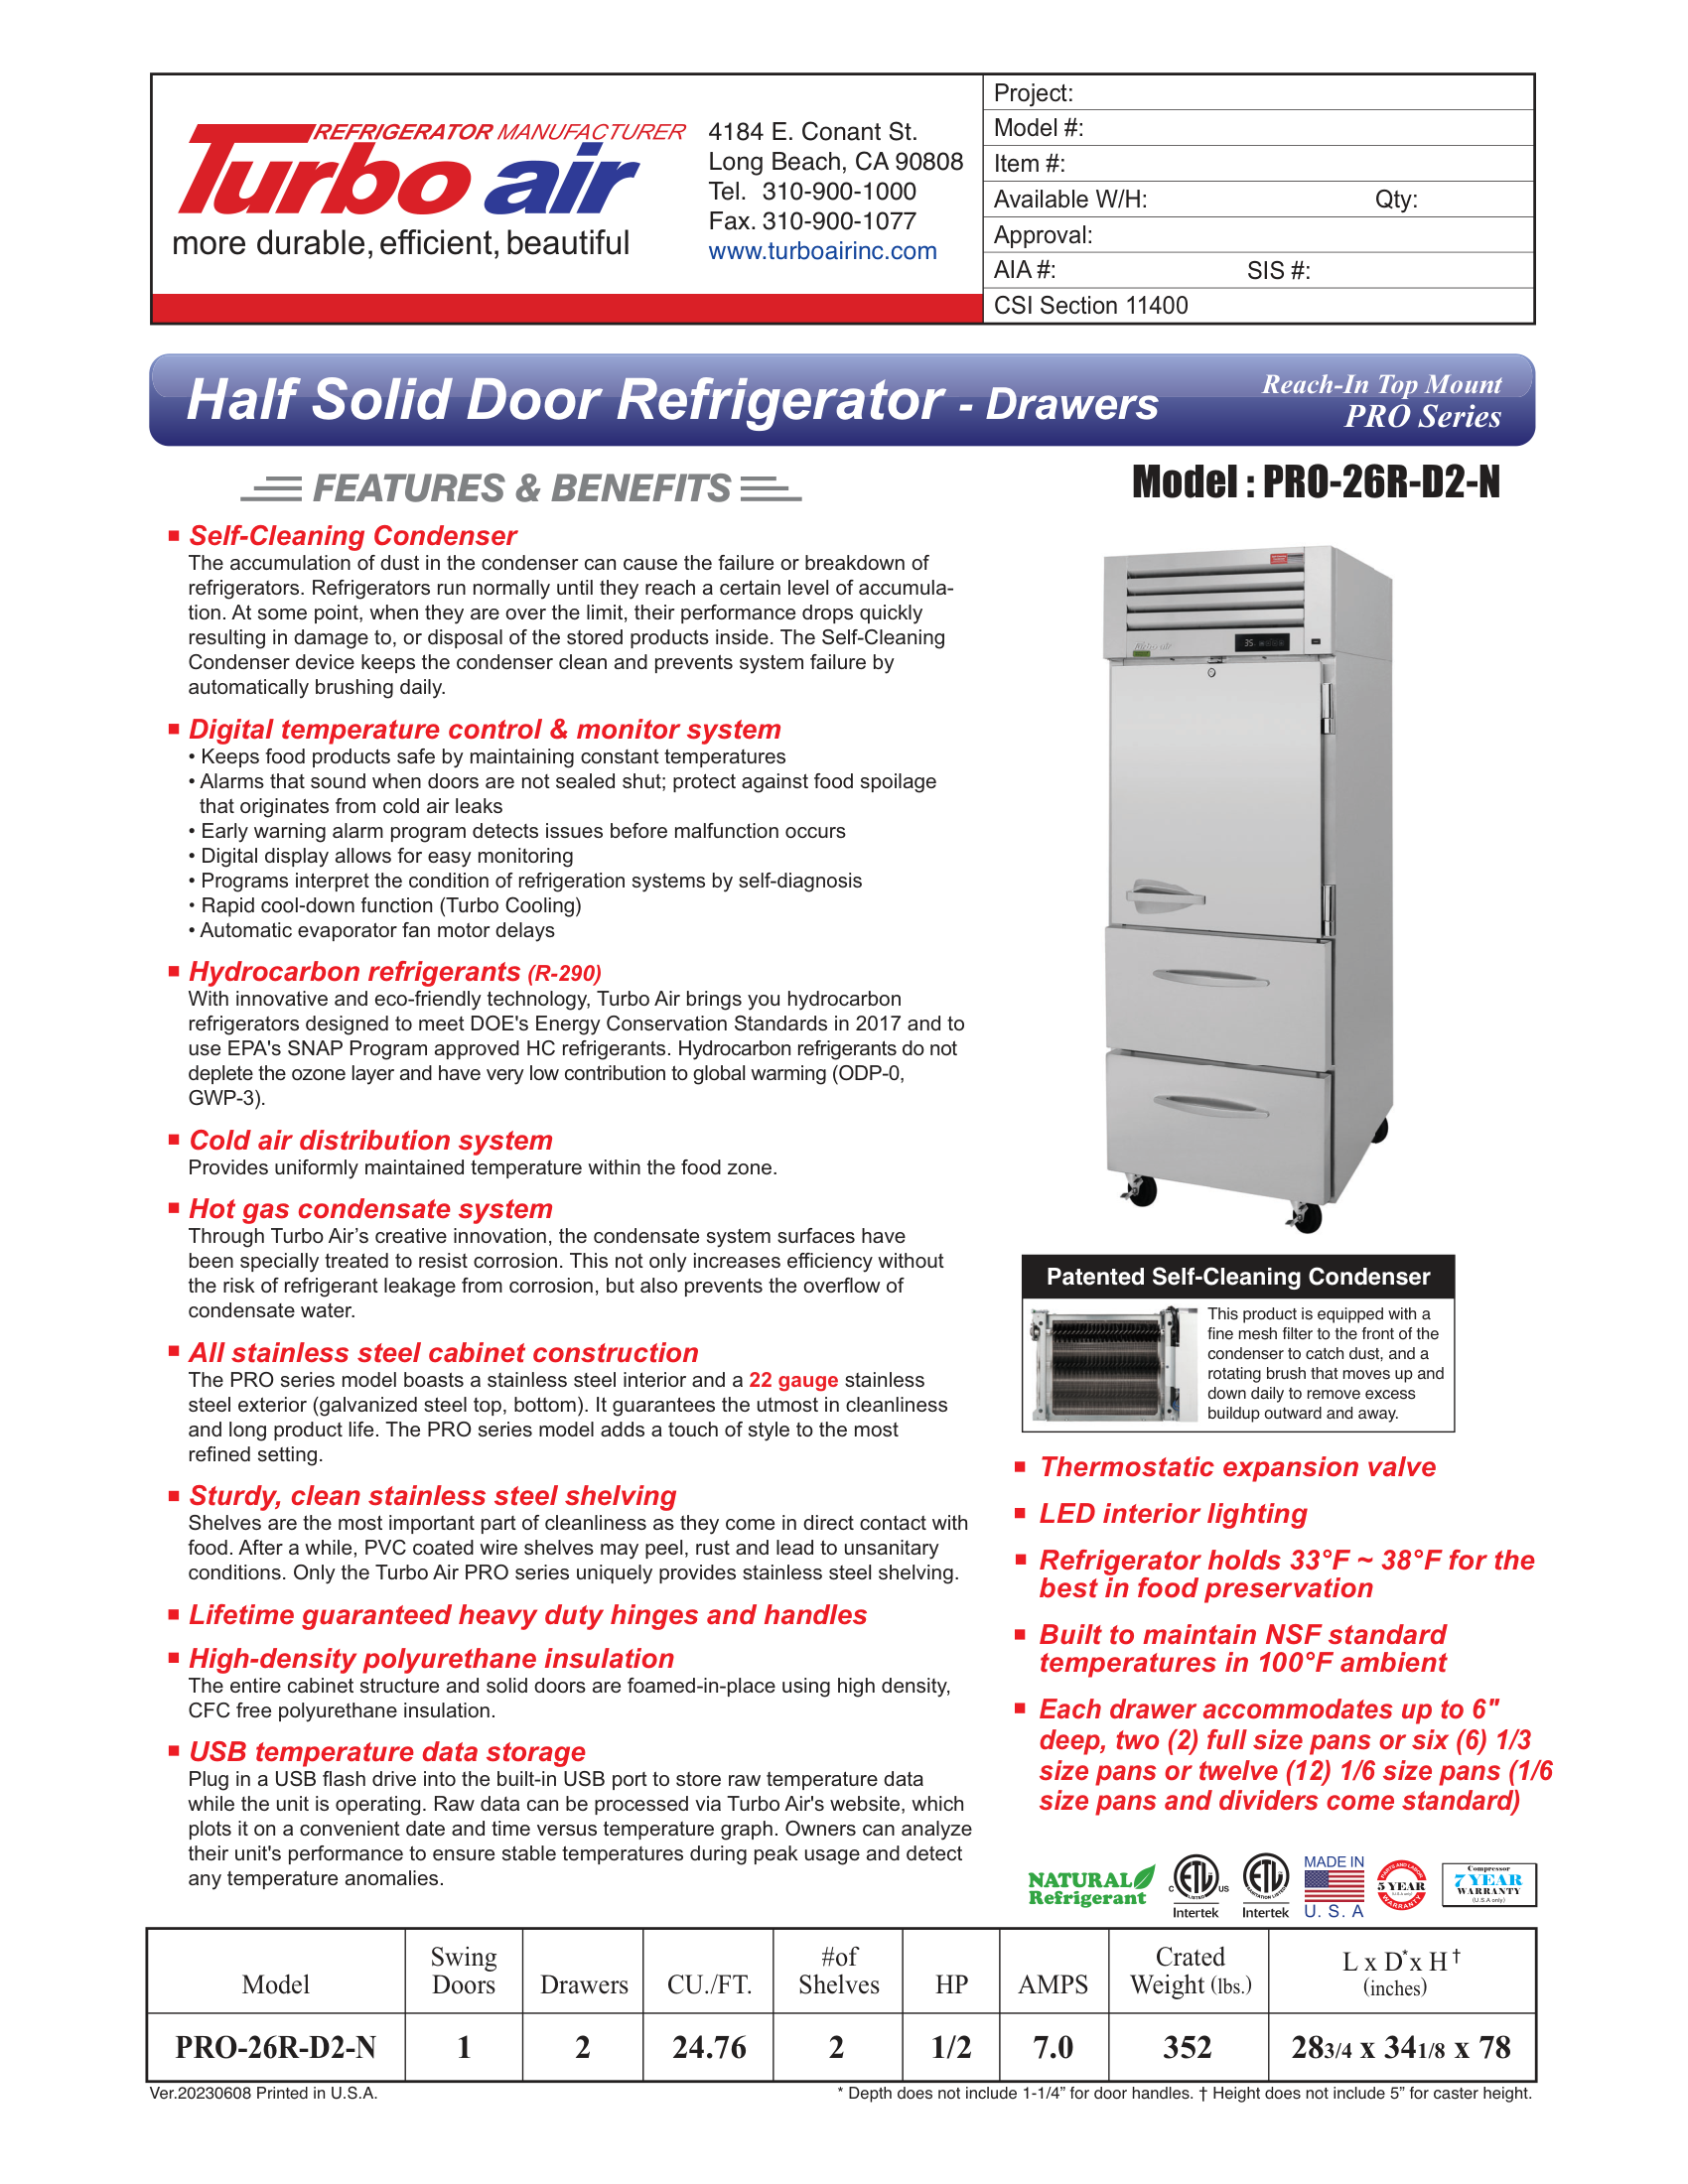 REFRIGERATOR MANUFACTURER
Turbo air
more durable, efficient, beautiful
4184 E. Conant St.
Long Beach, CA 90808
Tel. 310-900-1000
Fax. 310-900-1077
www.turboairinc.com
Project:
Model #:
Item #:
Available W/H: Qty:
Approval:
AIA #: SIS #:
CSI Section 11400
Half Solid Door Refrigerator - Drawers
Reach-In Top Mount
PRO Series
FEATURES & BENEFITS
Self-Cleaning Condenser
The accumulation of dust in the condenser can cause the failure or breakdown of
refrigerators. Refrigerators run normally until they reach a certain level of accumula-
tion. At some point, when they are over the limit, their performance drops quickly
resulting in damage to, or disposal of the stored products inside. The Self-Cleaning
Condenser device keeps the condenser clean and prevents system failure by
automatically brushing daily.
Digital temperature control & monitor system
• Keeps food products safe by maintaining constant temperatures
• Alarms that sound when doors are not sealed shut; protect against food spoilage
that originates from cold air leaks
• Early warning alarm program detects issues before malfunction occurs
• Digital display allows for easy monitoring
• Programs interpret the condition of refrigeration systems by self-diagnosis
• Rapid cool-down function (Turbo Cooling)
• Automatic evaporator fan motor delays
Hydrocarbon refrigerants (R-290)
With innovative and eco-friendly technology, Turbo Air brings you hydrocarbon
refrigerators designed to meet DOE's Energy Conservation Standards in 2017 and to
use EPA's SNAP Program approved HC refrigerants. Hydrocarbon refrigerants do not
deplete the ozone layer and have very low contribution to global warming (ODP-0,
GWP-3).
Cold air distribution system
Provides uniformly maintained temperature within the food zone.
Hot gas condensate system
Through Turbo Air’s creative innovation, the condensate system surfaces have
been specially treated to resist corrosion. This not only increases efficiency without
the risk of refrigerant leakage from corrosion, but also prevents the overflow of
condensate water.
All stainless steel cabinet construction
The PRO series model boasts a stainless steel interior and a 22 gauge stainless
steel exterior (galvanized steel top, bottom). It guarantees the utmost in cleanliness
and long product life. The PRO series model adds a touch of style to the most
refined setting.
Sturdy, clean stainless steel shelving
Shelves are the most important part of cleanliness as they come in direct contact with
food. After a while, PVC coated wire shelves may peel, rust and lead to unsanitary
conditions. Only the Turbo Air PRO series uniquely provides stainless steel shelving.
Lifetime guaranteed heavy duty hinges and handles
High-density polyurethane insulation
The entire cabinet structure and solid doors are foamed-in-place using high density,
CFC free polyurethane insulation.
USB temperature data storage
Plug in a USB flash drive into the built-in USB port to store raw temperature data
while the unit is operating. Raw data can be processed via Turbo Air's website, which
plots it on a convenient date and time versus temperature graph. Owners can analyze
their unit's performance to ensure stable temperatures during peak usage and detect
any temperature anomalies.
Model : PRO-26R-D2-N
35
Patented Self-Cleaning Condenser
This product is equipped with a
fine mesh filter to the front of the
condenser to catch dust, and a
rotating brush that moves up and
down daily to remove excess
buildup outward and away.
Thermostatic expansion valve
LED interior lighting
Refrigerator holds 33°F ~ 38°F for the
best in food preservation
Built to maintain NSF standard
temperatures in 100°F ambient
Each drawer accommodates up to 6"
deep, two (2) full size pans or six (6) 1/3
size pans or twelve (12) 1/6 size pans (1/6
size pans and dividers come standard)
NATURAL
Refrigerant
C ETL US
LISTED
Intertek
ETL
SANITATION LISTED
Intertek
MADE IN
U. S. A
PARTS AND LABOR
5 YEAR
(U.S.A only)
WARRANTY
Compressor
7 YEAR
WARRANTY
(U.S.A only)
Model Swing Doors Drawers CU./FT. #of Shelves HP AMPS Crated Weight (lbs.) L x D* x H† (inches)
PRO-26R-D2-N 1 2 24.76 2 1/2 7.0 352 28 3/4 x 34 1/8 x 78
Ver.20230608 Printed in U.S.A.
* Depth does not include 1-1/4” for door handles. † Height does not include 5” for caster height.